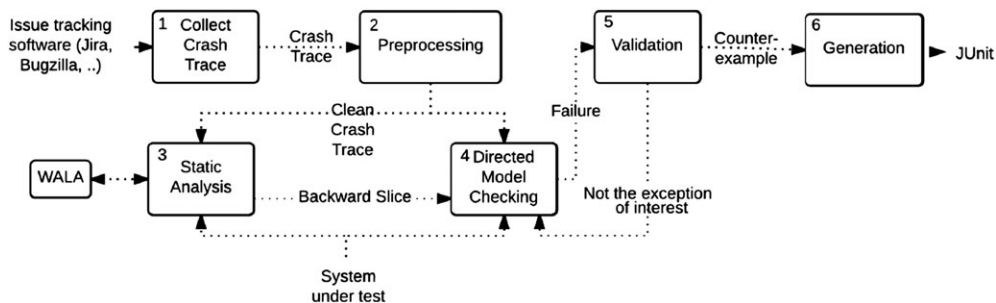 Issue tracking
software (Jira,
Bugzilla, ..)
1
Collect
Crash
Trace
Crash
Trace
2
Preprocessing
5
Validation
Counter-
example
6
Generation
JUnit
Clean
Crash
Trace
Failure
WALA
3
Static
Analysis
Backward Slice
4 Directed
Model
Checking
Not the exception
of interest
System
under test